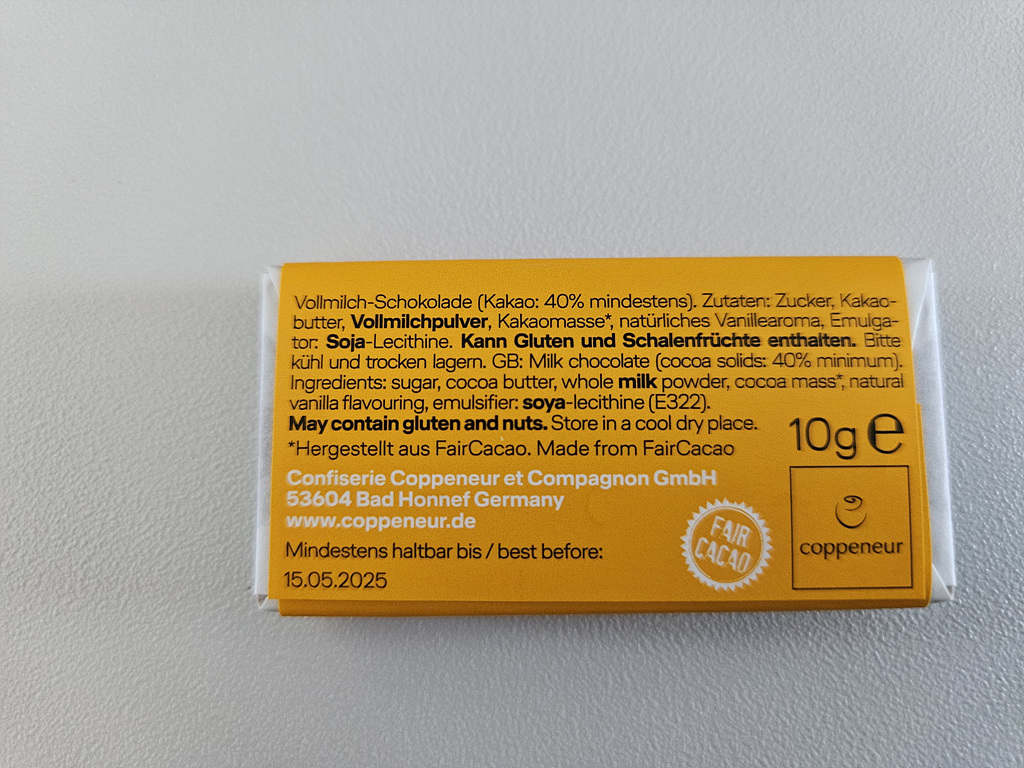 Vollmilch-Schokolade (Kakao: 40% mindestens). Zutaten: Zucker, Kakao-
butter, Vollmilchpulver, Kakaomasse*, natürliches Vanillearoma, Emulga-
tor: Soja-Lecithine. Kann Gluten und Schalenfrüchte enthalten. Bitte
kühl und trocken lagern. GB: Milk chocolate (cocoa solids: 40% minimum).
Ingredients: sugar, cocoa butter, whole milk powder, cocoa mass*, natural
vanilla flavouring, emulsifier: soya-lecithine (E322).
May contain gluten and nuts. Store in a cool dry place.
*Hergestellt aus FairCacao. Made from FairCacao
10g e
Confiserie Coppeneur et Compagnon GmbH
53604 Bad Honnef Germany
www.coppeneur.de
Mindestens haltbar bis / best before:
15.05.2025
FAIR
CACAO
coppeneur